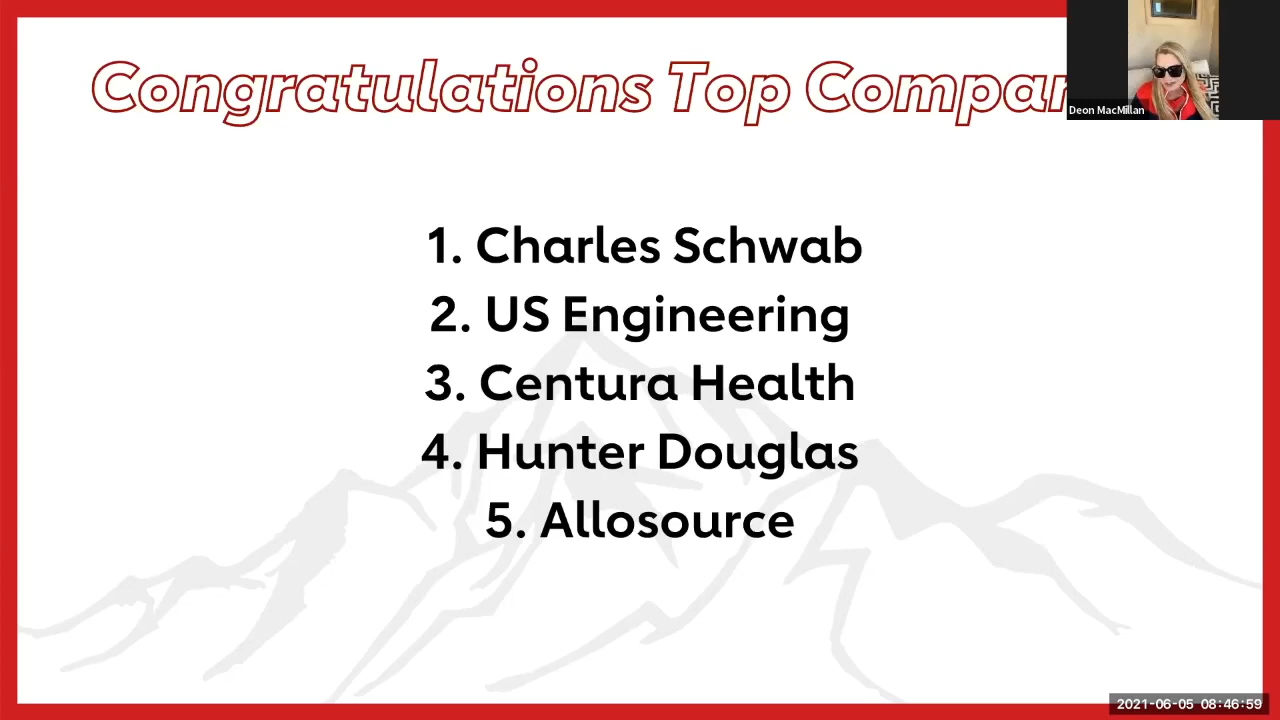 Congratulations Top Compan
Deon MacMillan
1. Charles Schwab
2. US Engineering
3. Centura Health
4. Hunter Douglas
5. Allosource
2021-06-05 08:46:59